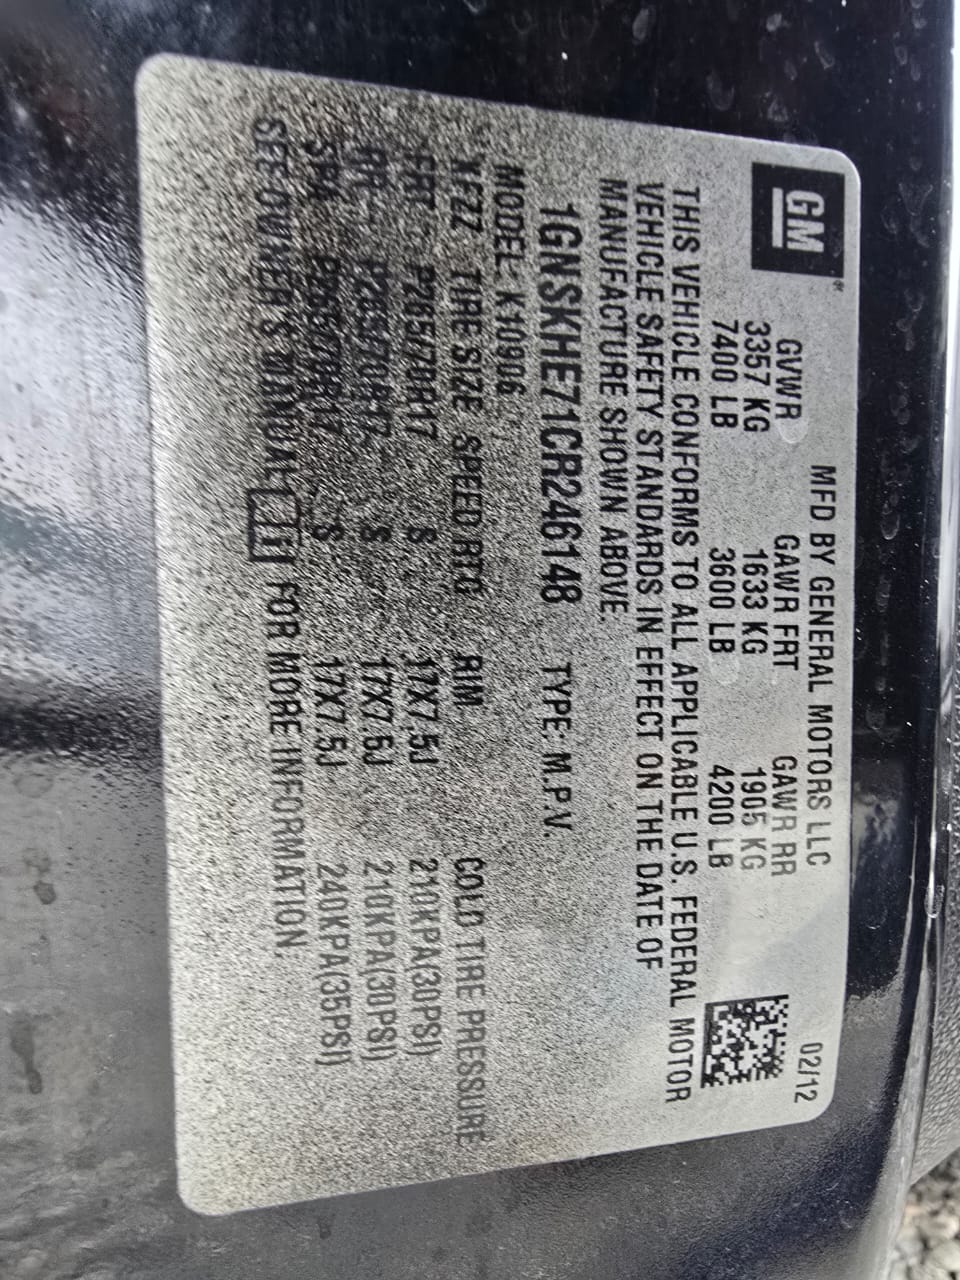 GM
MFD BY GENERAL MOTORS LLC 02/12
GVWR GAWR FRT GAWR RR
3357 KG 1633 KG 1905 KG
7400 LB 3600 LB 4200 LB
THIS VEHICLE CONFORMS TO ALL APPLICABLE U.S. FEDERAL MOTOR
VEHICLE SAFETY STANDARDS IN EFFECT ON THE DATE OF
MANUFACTURE SHOWN ABOVE.
1GNSKHE71CR246148 TYPE: M.P.V.
MODEL: K10906
TIRE SIZE SPEED RTG RIM COLD TIRE PRESSURE
FRT P265/70R17 S 17X7.5J 210KPA(30PSI)
RR P265/70R17 S 17X7.5J 210KPA(30PSI)
SPA P265/70R17 S 17X7.5J 240KPA(35PSI)
SEE OWNER'S MANUAL i FOR MORE INFORMATION.